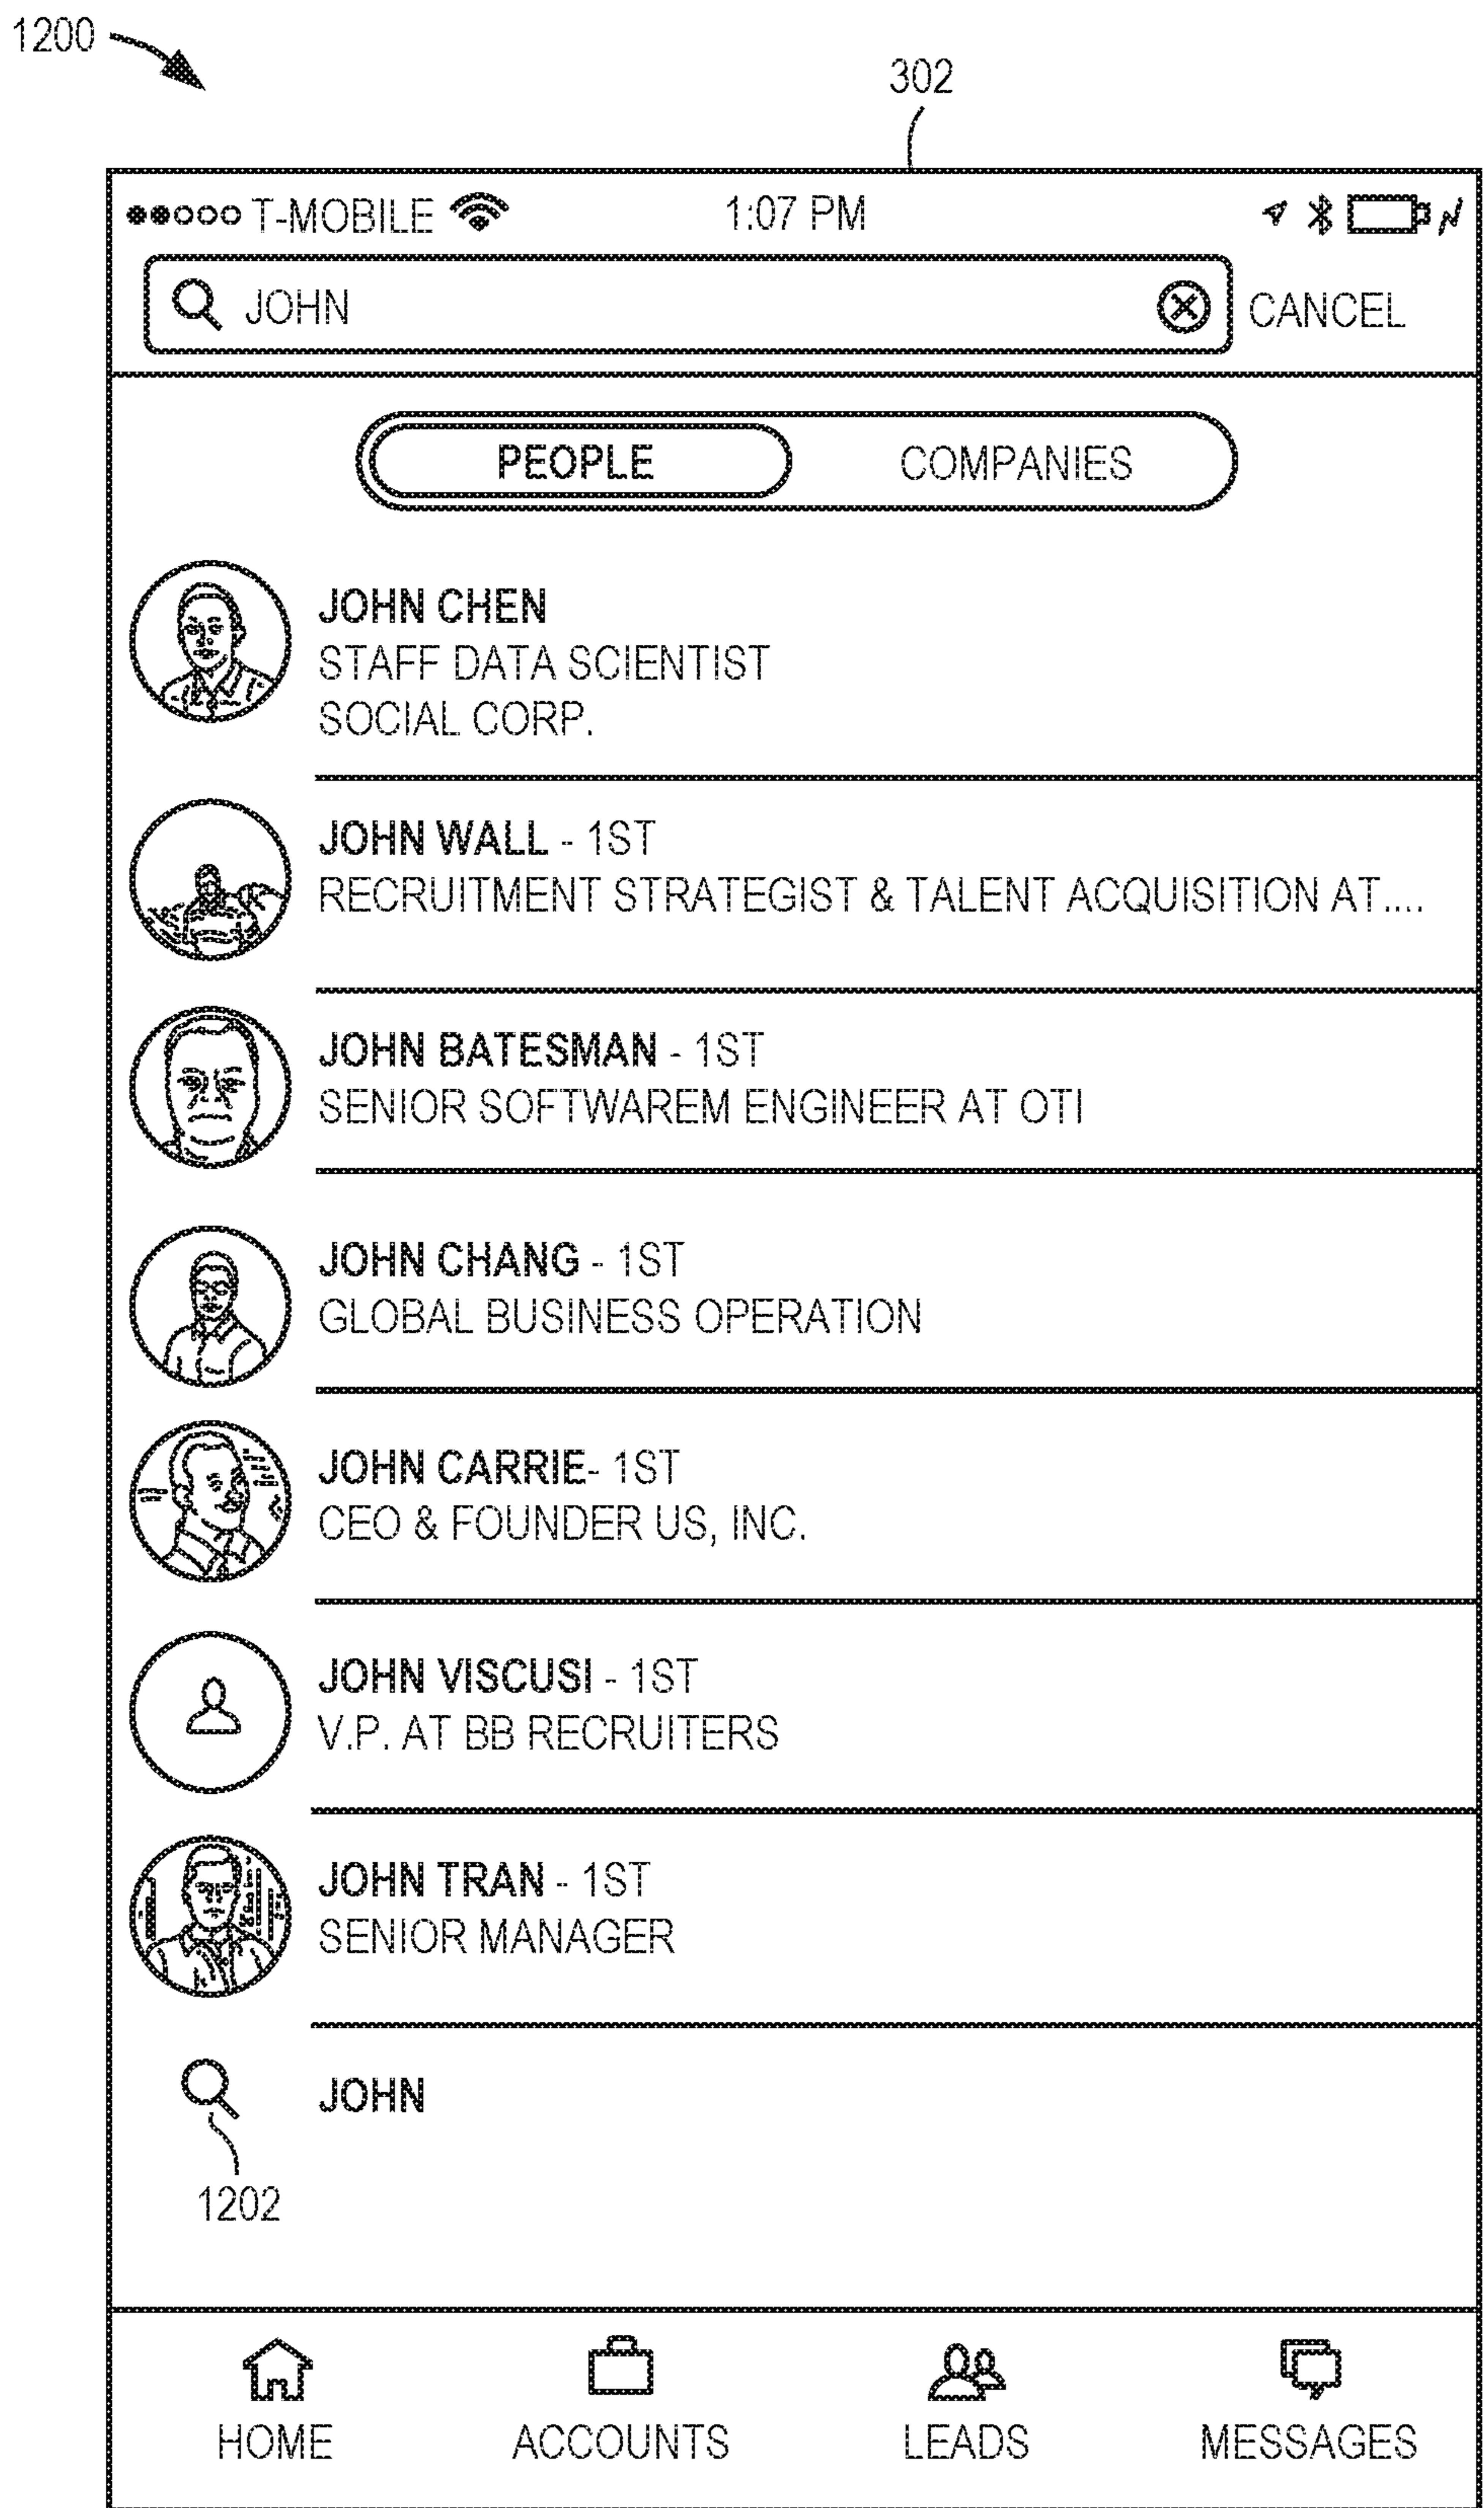 1200
302
T-MOBILE 1:07 PM
JOHN CANCEL
PEOPLE COMPANIES
JOHN CHEN
STAFF DATA SCIENTIST
SOCIAL CORP.
JOHN WALL - 1ST
RECRUITMENT STRATEGIST & TALENT ACQUISITION AT....
JOHN BATESMAN - 1ST
SENIOR SOFTWAREM ENGINEER AT OTI
JOHN CHANG - 1ST
GLOBAL BUSINESS OPERATION
JOHN CARRIE- 1ST
CEO & FOUNDER US, INC.
JOHN VISCUSI - 1ST
V.P. AT BB RECRUITERS
JOHN TRAN - 1ST
SENIOR MANAGER
JOHN
1202
HOME ACCOUNTS LEADS MESSAGES